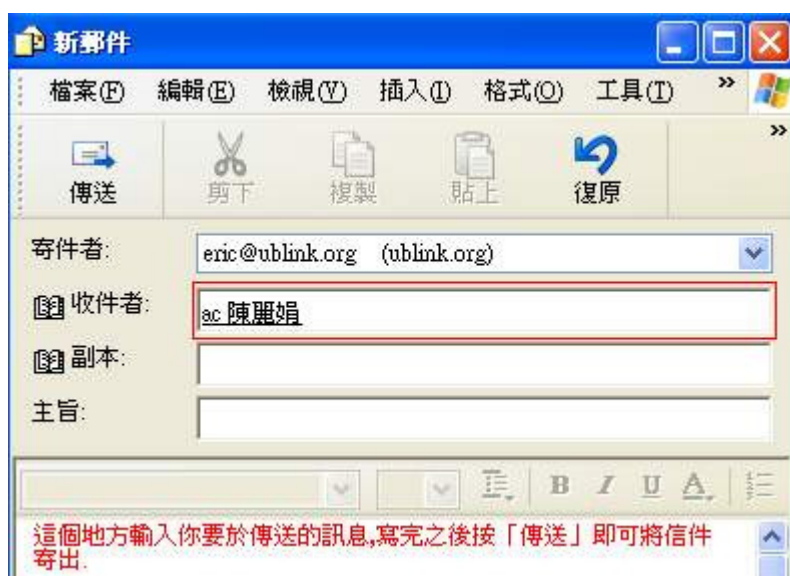 新郵件
檔案(F) 編輯(E) 檢視(V) 插入(I) 格式(O) 工具(T) »
傳送 剪下 複製 貼上 復原 »
寄件者: eric@ublink.org (ublink.org)
收件者: ac 陳麗娟
副本:
主旨:
B I U A
這個地方輸入你要於傳送的訊息,寫完之後按「傳送」即可將信件
寄出.